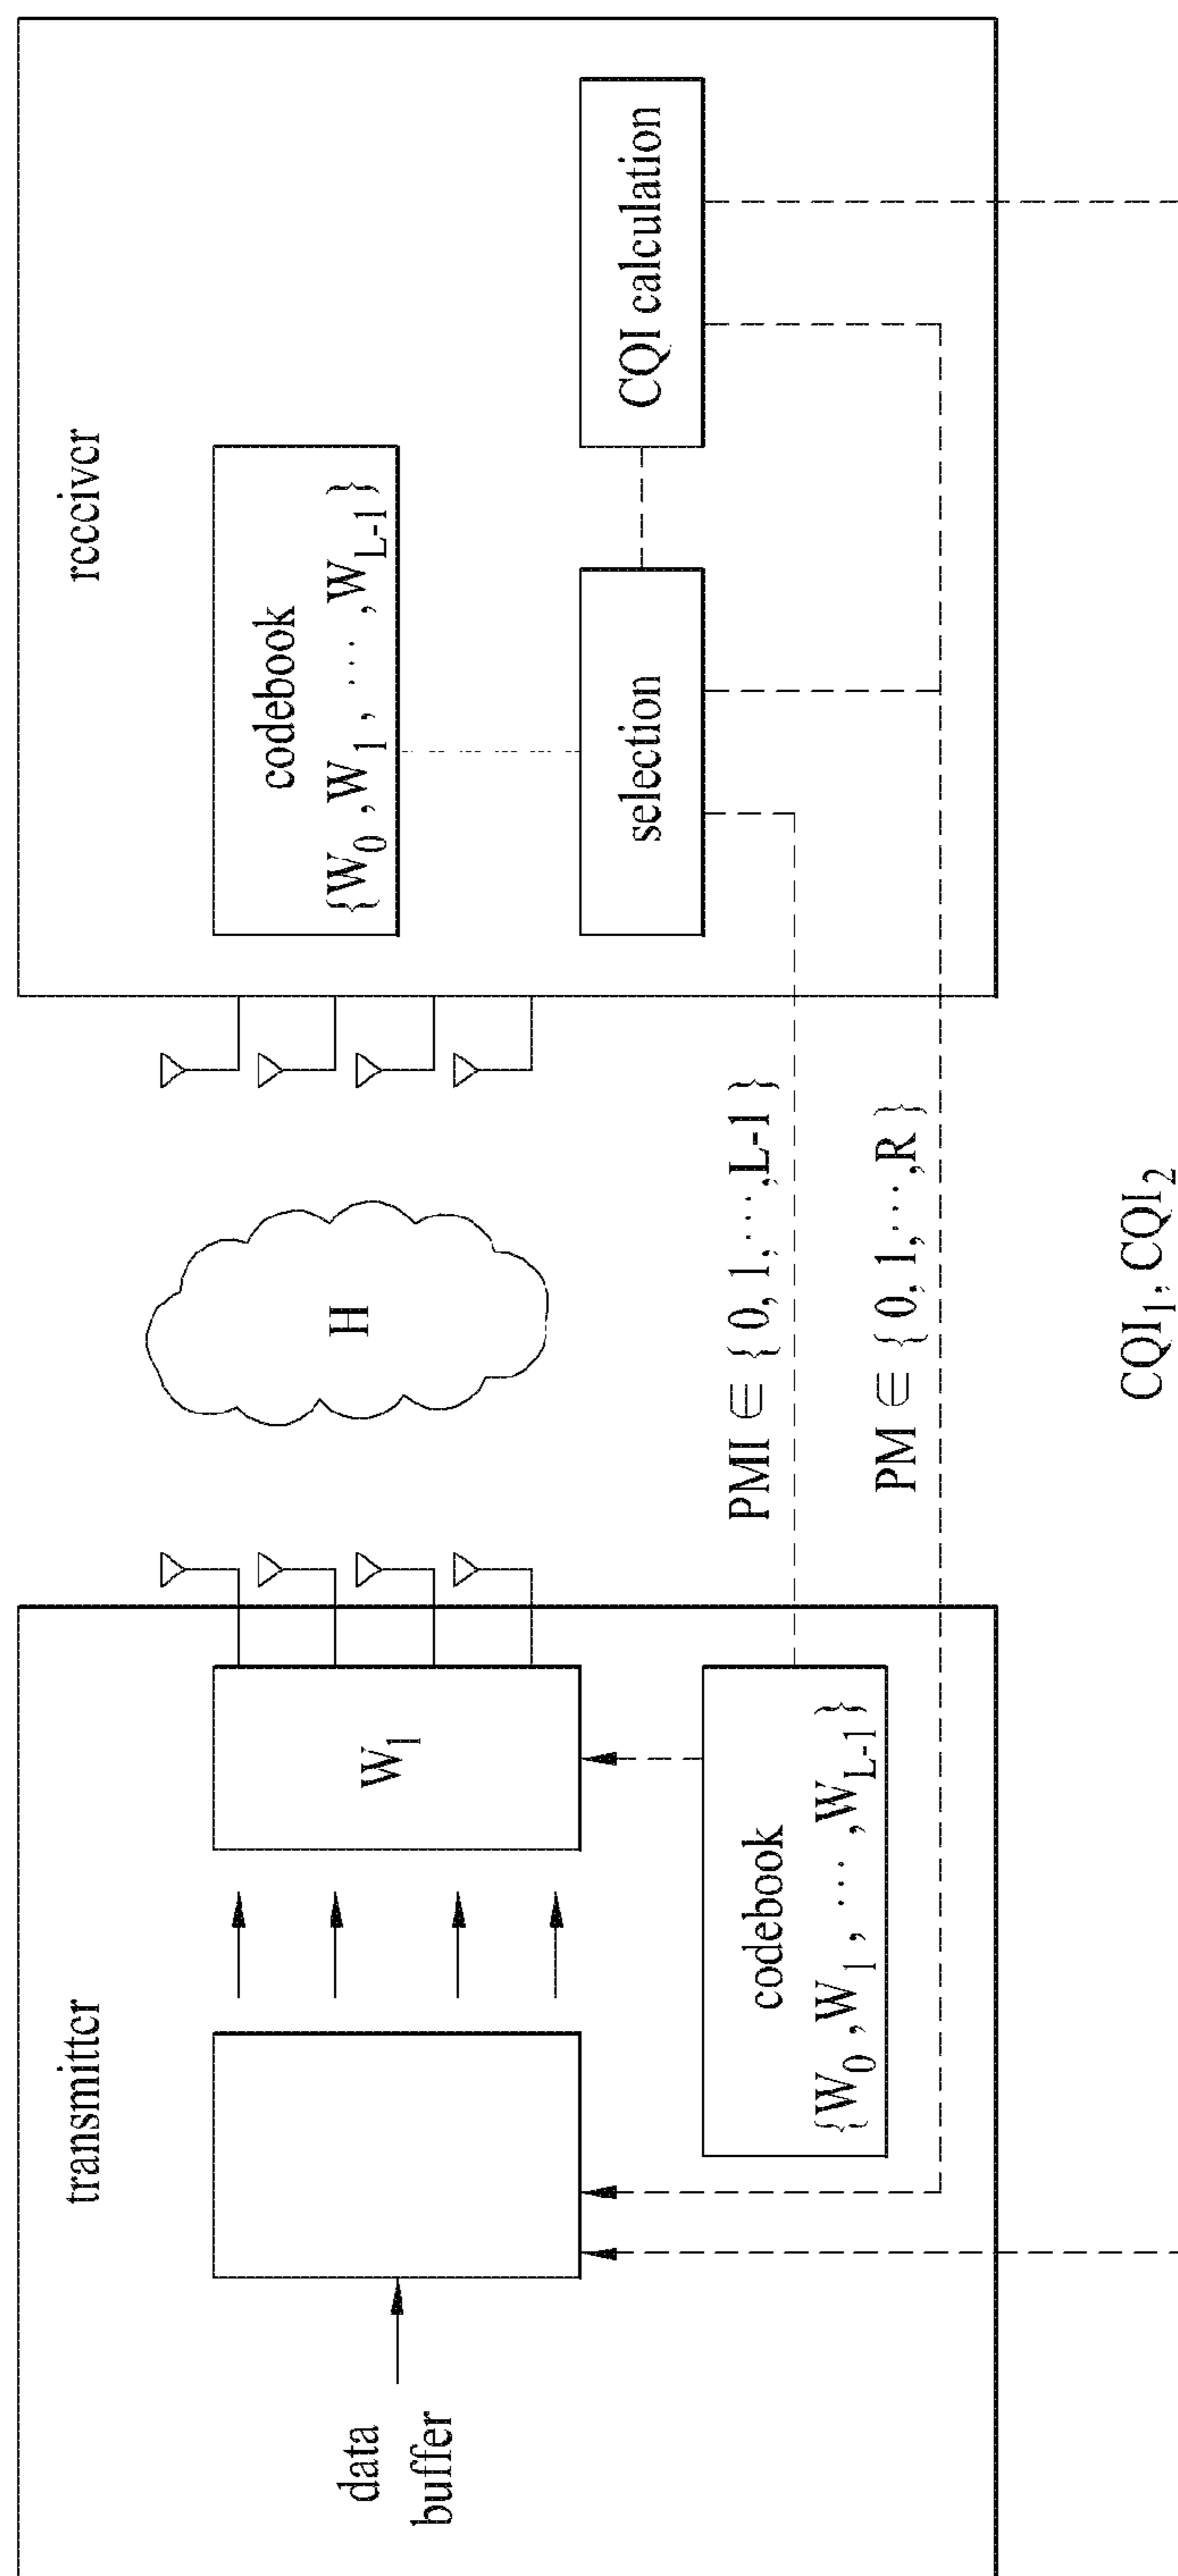 transmitter
data
buffer
W₁
codebook
{W₀,W₁, ··· ,WL-1}
H
PMI ∈ {0, 1, ···,L-1 }
PM ∈ {0, 1, ···,R }
CQI₁, CQI₂
receiver
codebook
{W₀,W₁, ··· ,WL-1}
selection
CQI calculation